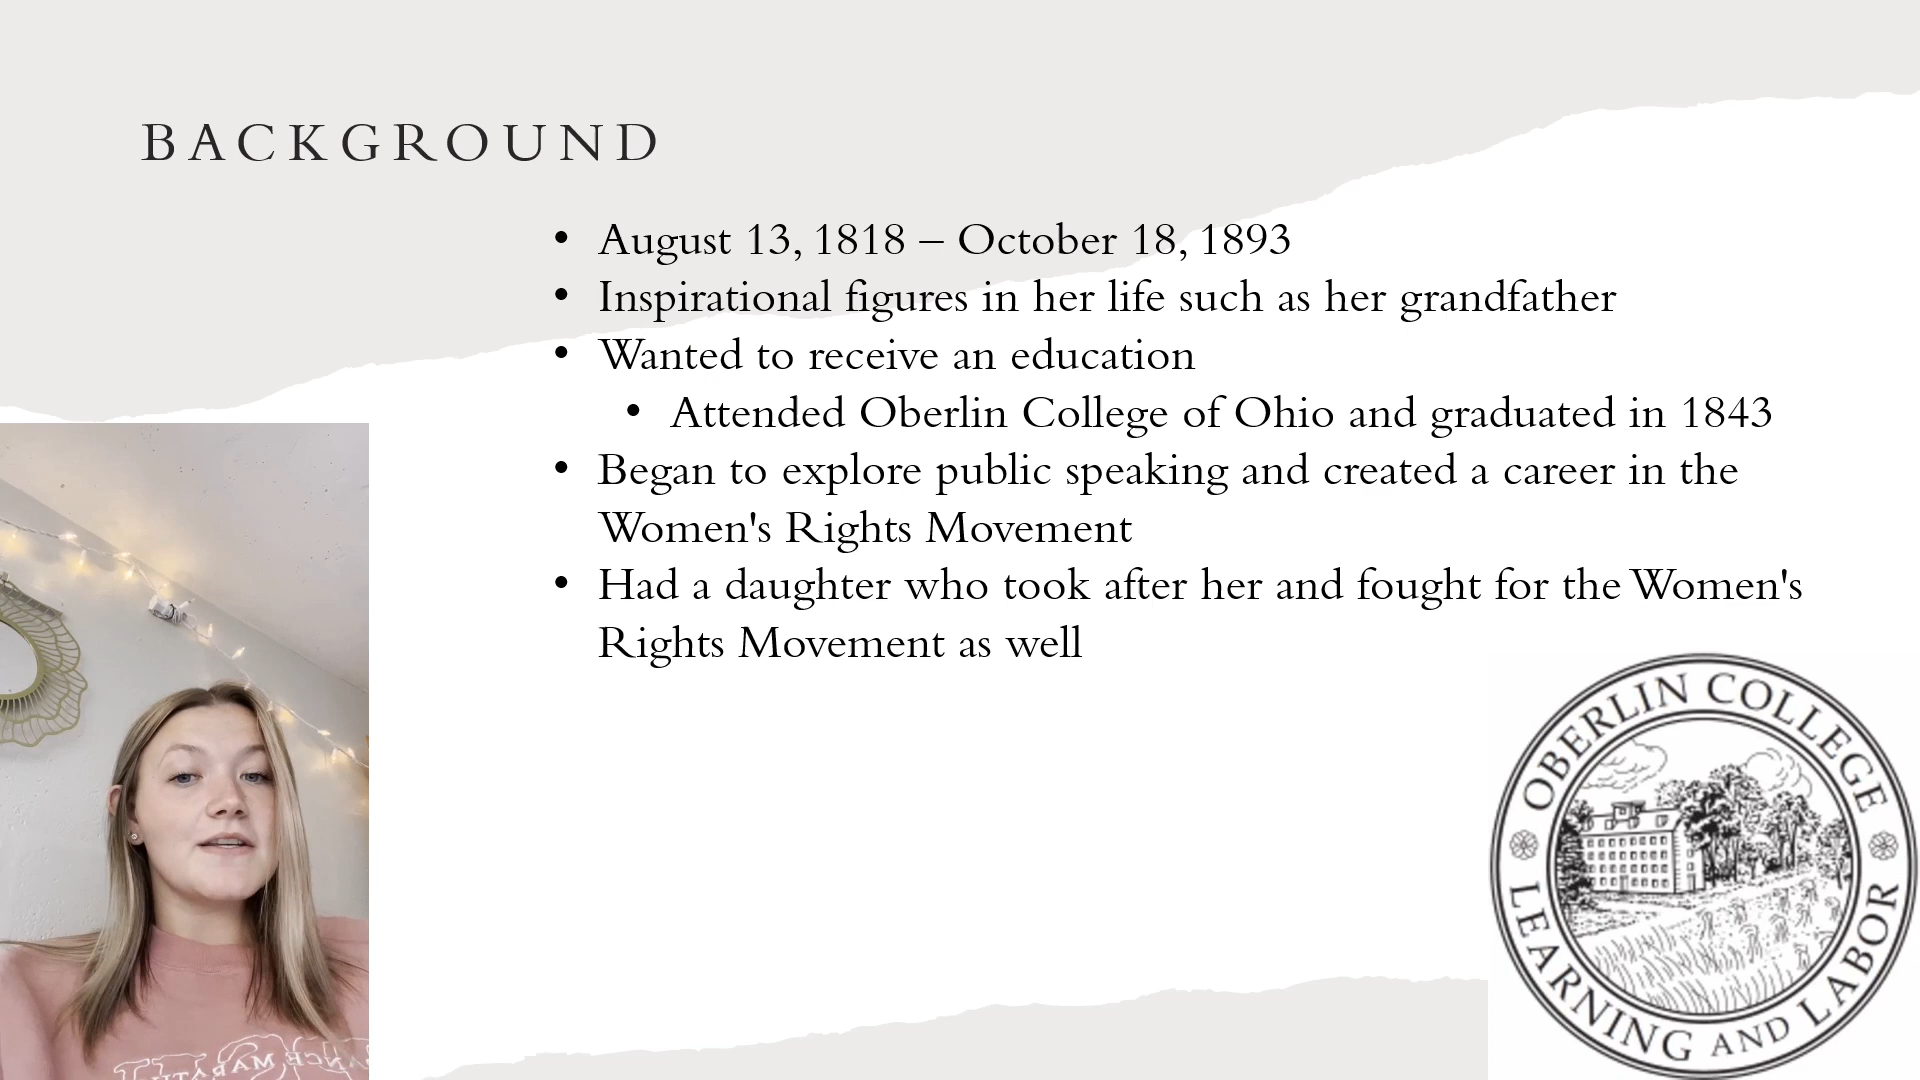 BACKGROUND
• August 13, 1818 – October 18, 1893
• Inspirational figures in her life such as her grandfather
• Wanted to receive an education
• Attended Oberlin College of Ohio and graduated in 1843
• Began to explore public speaking and created a career in the
Women's Rights Movement
• Had a daughter who took after her and fought for the Women's
Rights Movement as well
OBERLIN COLLEGE
LEARNING AND LABOR